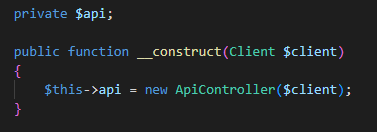 private $api;

public function __construct(Client $client)
{
    $this->api = new ApiController($client);
}